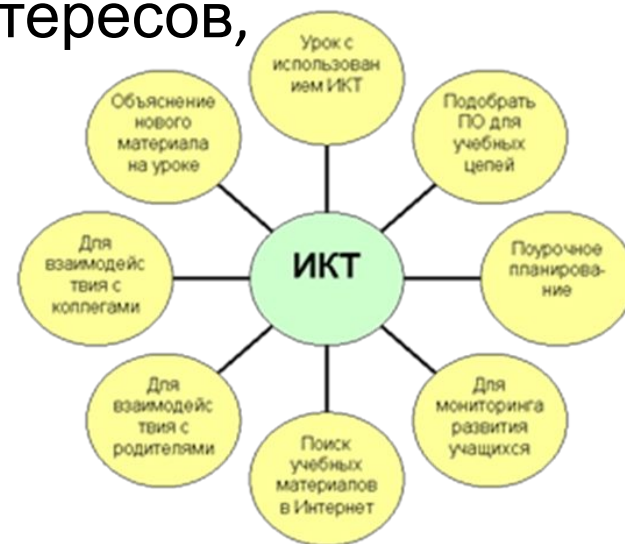 тересов,
Урок с
использован
ием ИКТ
Подобрать
ПО для
учебных
целей
Поурочное
планирова-
ние
Для
мониторинга
развития
учащихся
Поиск
учебных
материалов
в Интернет
Для
взаимодейс
твия с
родителями
Для
взаимодейс
твия с
коллегами
Объяснение
нового
материала
на уроке
ИКТ